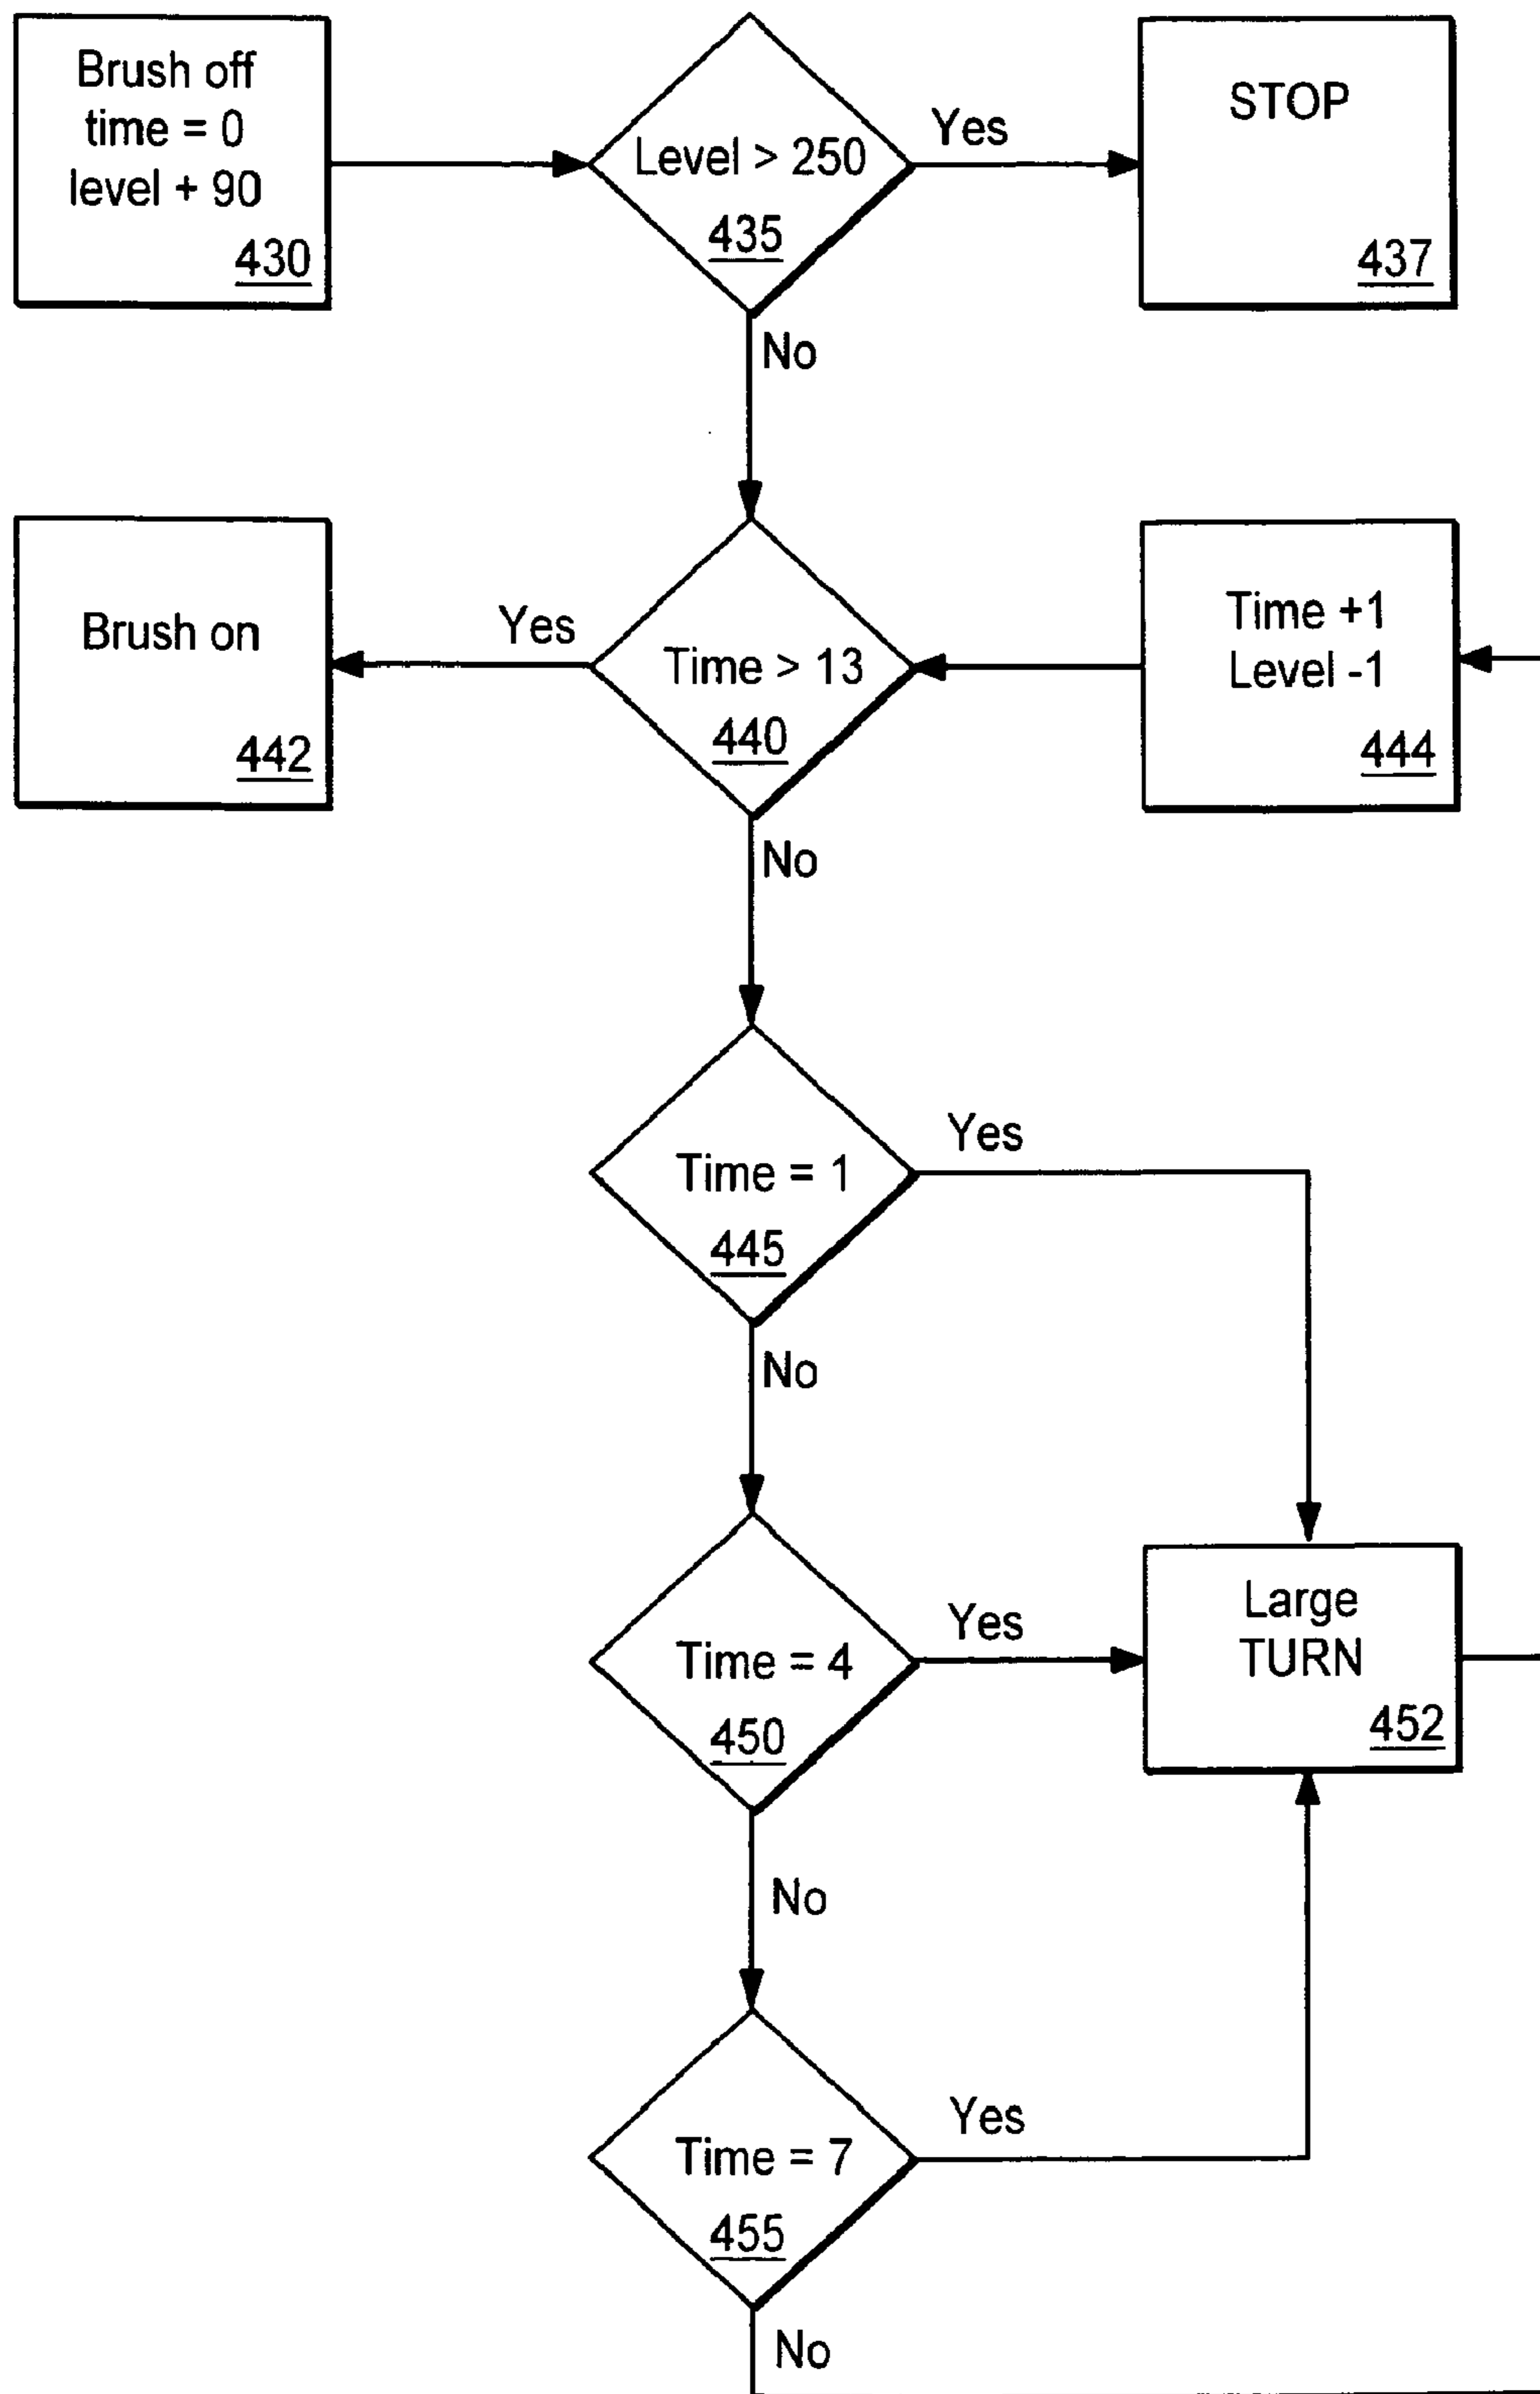 Brush off
time = 0
level + 90
430
Level > 250
435
Yes
STOP
437
No
Brush on
442
Yes
Time > 13
440
Time +1
Level -1
444
No
Time = 1
445
Yes
No
Time = 4
450
Yes
Large
TURN
452
No
Time = 7
455
Yes
No